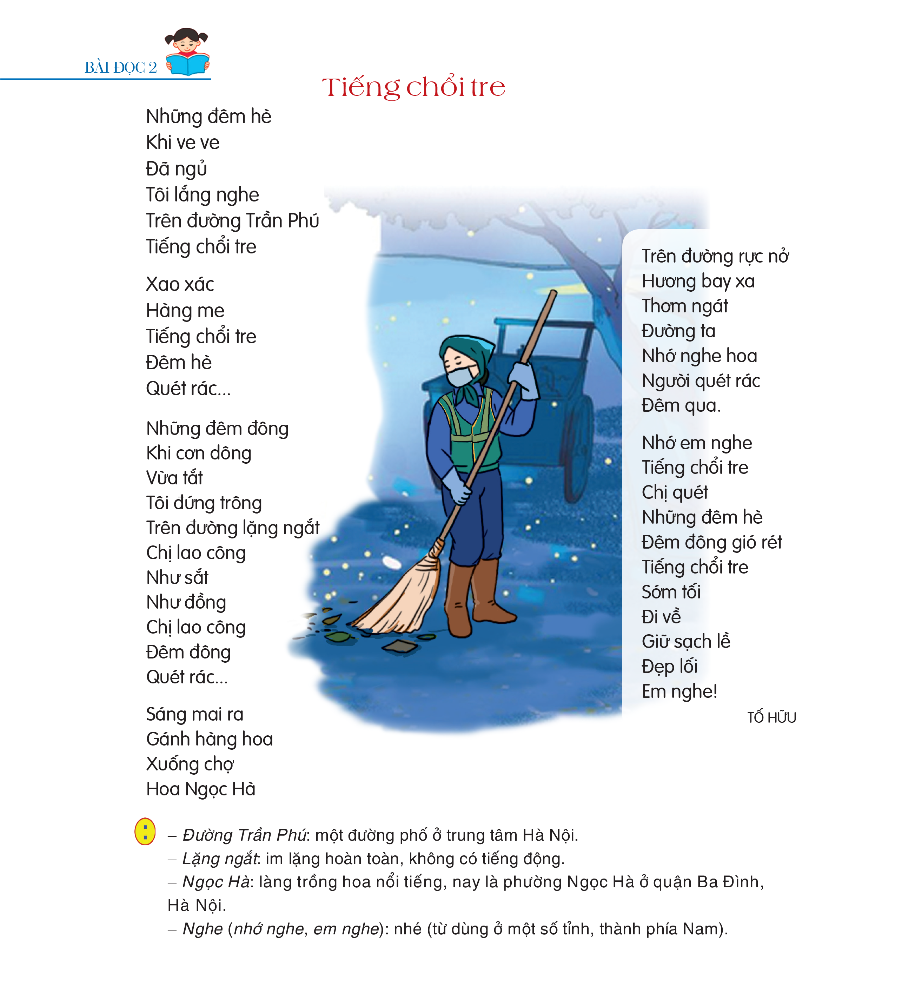 BÀI ĐỌC 2
Tiếng chổi tre
Những đêm hè
Khi ve ve
Đã ngủ
Tôi lắng nghe
Trên đường Trần Phú
Tiếng chổi tre
Xao xác
Hàng me
Tiếng chổi tre
Đêm hè
Quét rác...
Những đêm đông
Khi cơn dông
Vừa tắt
Tôi đứng trông
Trên đường lặng ngắt
Chị lao công
Như sắt
Như đồng
Chị lao công
Đêm đông
Quét rác...
Sáng mai ra
Gánh hàng hoa
Xuống chợ
Hoa Ngọc Hà
Trên đường rực nở
Hương bay xa
Thơm ngát
Đường ta
Nhớ nghe hoa
Người quét rác
Đêm qua.
Nhớ em nghe
Tiếng chổi tre
Chị quét
Những đêm hè
Đêm đông gió rét
Tiếng chổi tre
Sớm tối
Đi về
Giữ sạch lề
Đẹp lối
Em nghe!
TỐ HỮU
– Đường Trần Phú: một đường phố ở trung tâm Hà Nội.
– Lặng ngắt: im lặng hoàn toàn, không có tiếng động.
– Ngọc Hà: làng trồng hoa nổi tiếng, nay là phường Ngọc Hà ở quận Ba Đình,
Hà Nội.
– Nghe (nhớ nghe, em nghe): nhé (từ dùng ở một số tỉnh, thành phía Nam).